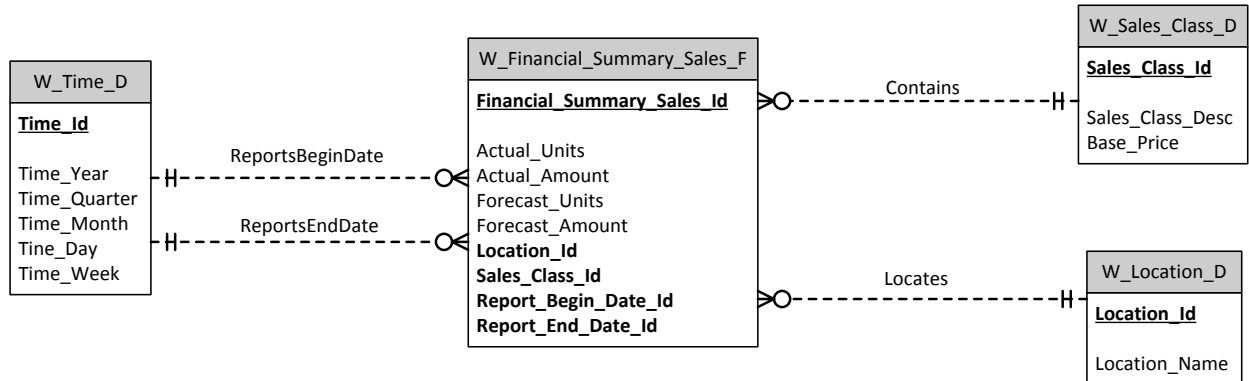 W_Time_D
Time_Id
Time_Year
Time_Quarter
Time_Month
Tine_Day
Time_Week
ReportsBeginDate
ReportsEndDate
W_Financial_Summary_Sales_F
Financial_Summary_Sales_Id
Actual_Units
Actual_Amount
Forecast_Units
Forecast_Amount
Location_Id
Sales_Class_Id
Report_Begin_Date_Id
Report_End_Date_Id
Contains
Locates
W_Sales_Class_D
Sales_Class_Id
Sales_Class_Desc
Base_Price
W_Location_D
Location_Id
Location_Name